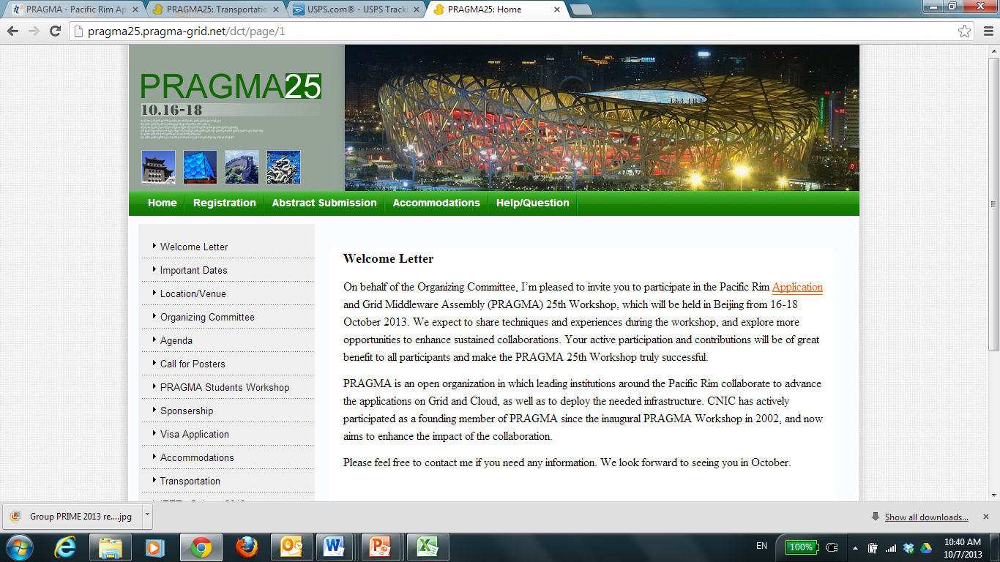 PRAGMA - Pacific Rim Ap
PRAGMA25: Transportatio
USPS.com® - USPS Tracki
PRAGMA25: Home
pragma25.pragma-grid.net/dct/page/1
PRAGMA25
10.16-18
Home
Registration
Abstract Submission
Accommodations
Help/Question
Welcome Letter
Important Dates
Location/Venue
Organizing Committee
Agenda
Call for Posters
PRAGMA Students Workshop
Sponsership
Visa Application
Accommodations
Transportation
Welcome Letter
On behalf of the Organizing Committee, I'm pleased to invite you to participate in the Pacific Rim Application
and Grid Middleware Assembly (PRAGMA) 25th Workshop, which will be held in Beijing from 16-18
October 2013. We expect to share techniques and experiences during the workshop, and explore more
opportunities to enhance sustained collaborations. Your active participation and contributions will be of great
benefit to all participants and make the PRAGMA 25th Workshop truly successful.
PRAGMA is an open organization in which leading institutions around the Pacific Rim collaborate to advance
the applications on Grid and Cloud, as well as to deploy the needed infrastructure. CNIC has actively
participated as a founding member of PRAGMA since the inaugural PRAGMA Workshop in 2002, and now
aims to enhance the impact of the collaboration.
Please feel free to contact me if you need any information. We look forward to seeing you in October.
Group PRIME 2013 re....jpg
Show all downloads...
EN
100%
10:40 AM
10/7/2013